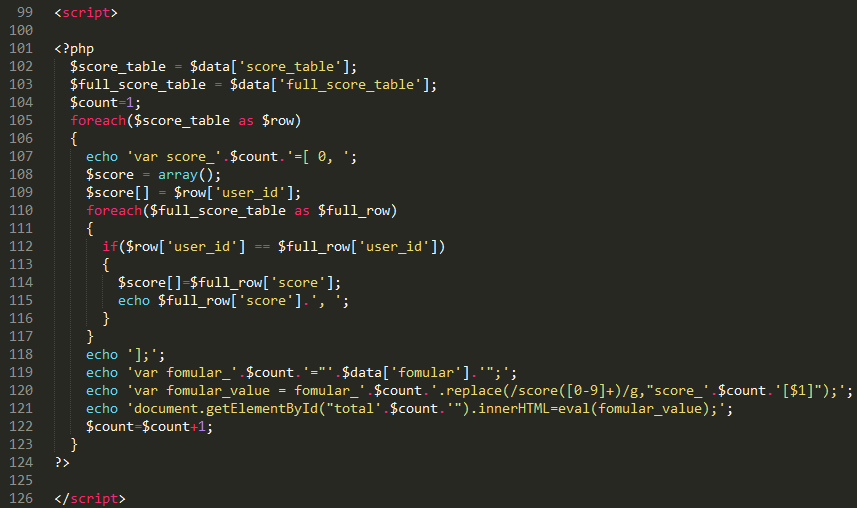 99 <script>
100
101 <?php
102 $score_table = $data['score_table'];
103 $full_score_table = $data['full_score_table'];
104 $count=1;
105 foreach($score_table as $row)
106 {
107 echo 'var score_'.$count.'=[ 0, ';
108 $score = array();
109 $score[] = $row['user_id'];
110 foreach($full_score_table as $full_row)
111 {
112 if($row['user_id'] == $full_row['user_id'])
113 {
114 $score[]=$full_row['score'];
115 echo $full_row['score'].', ';
116 }
117 }
118 echo '];';
119 echo 'var fomular_'.$count.'="'.$data['fomular'].'";';
120 echo 'var fomular_value = fomular_'.$count.'.replace(/score([0-9]+)/g,"score_'.$count.'[$1]");';
121 echo 'document.getElementById("total'.$count.'").innerHTML=eval(fomular_value);';
122 $count=$count+1;
123 }
124 ?>
125
126 </script>